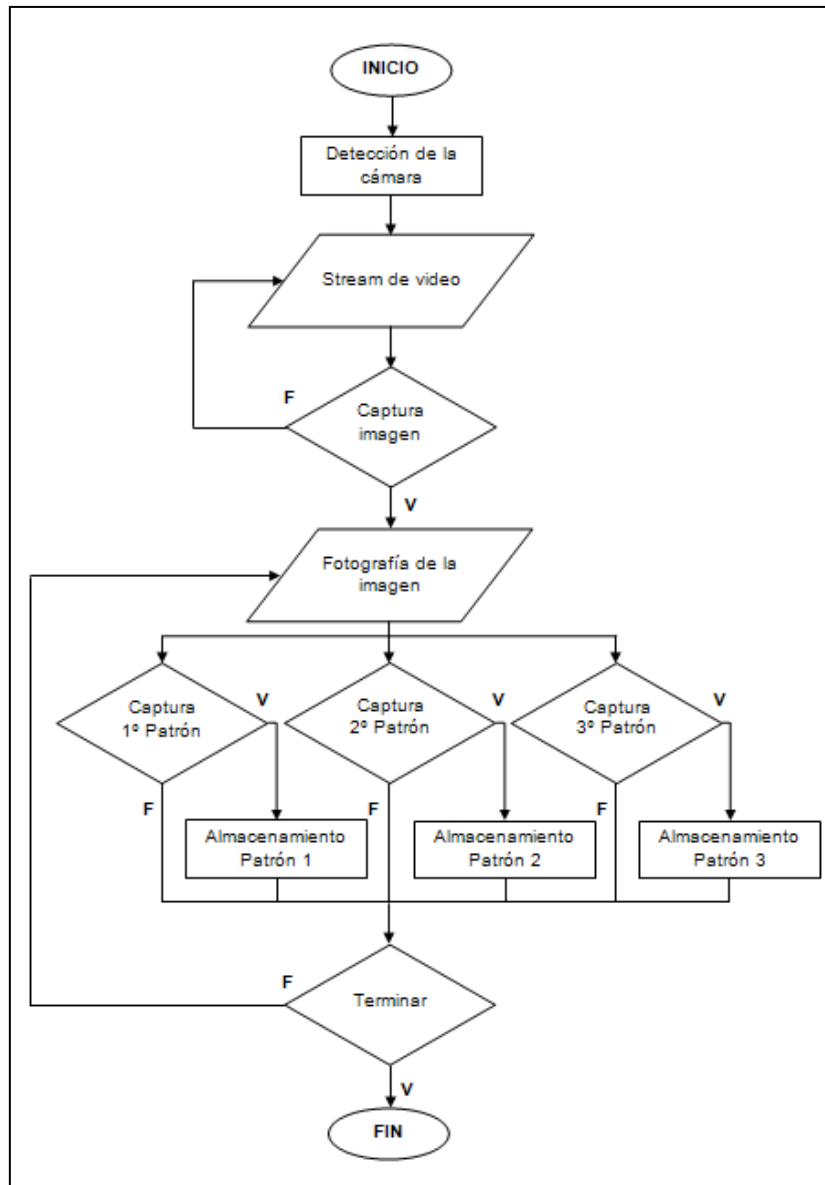 INICIO
Detección de la
cámara
Stream de video
F
Captura
imagen
V
Fotografía de la
imagen
Captura
1º Patrón
V
Captura
2º Patrón
V
Captura
3º Patrón
V
F
Almacenamiento
Patrón 1
F
Almacenamiento
Patrón 2
F
Almacenamiento
Patrón 3
F
Terminar
V
FIN